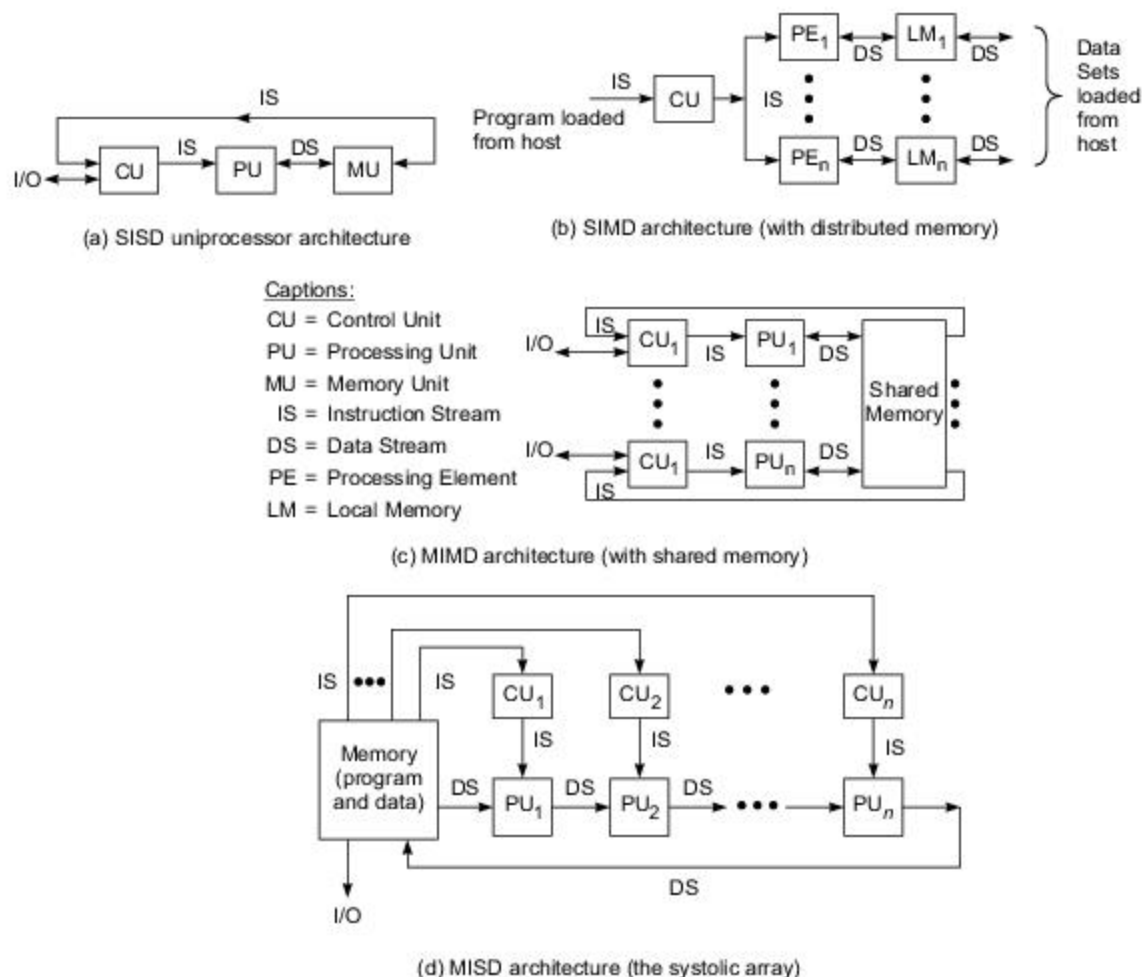 IS
I/O
CU
IS
PU
DS
MU
(a) SISD uniprocessor architecture
IS
CU
Program loaded
from host
IS
PE1
DS
LM1
DS
PEn
DS
LMn
DS
Data
Sets
loaded
from
host
(b) SIMD architecture (with distributed memory)
Captions:
CU = Control Unit
PU = Processing Unit
MU = Memory Unit
IS = Instruction Stream
DS = Data Stream
PE = Processing Element
LM = Local Memory
IS
I/O
CU1
IS
PU1
DS
Shared
Memory
I/O
CU1
IS
PUn
DS
IS
(c) MIMD architecture (with shared memory)
IS
IS
CU1
CU2
CUn
IS
IS
IS
Memory
(program
and data)
DS
PU1
DS
PU2
DS
PUn
DS
I/O
(d) MISD architecture (the systolic array)